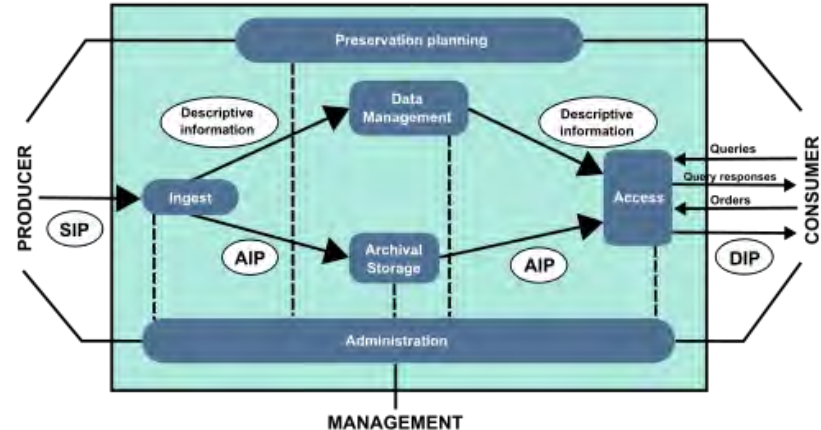 Preservation planning
Descriptive
information
Data
Management
Descriptive
information
PRODUCER
SIP
Ingest
AIP
Archival
Storage
AIP
Access
Queries
Query responses
Orders
DIP
CONSUMER
Administration
MANAGEMENT